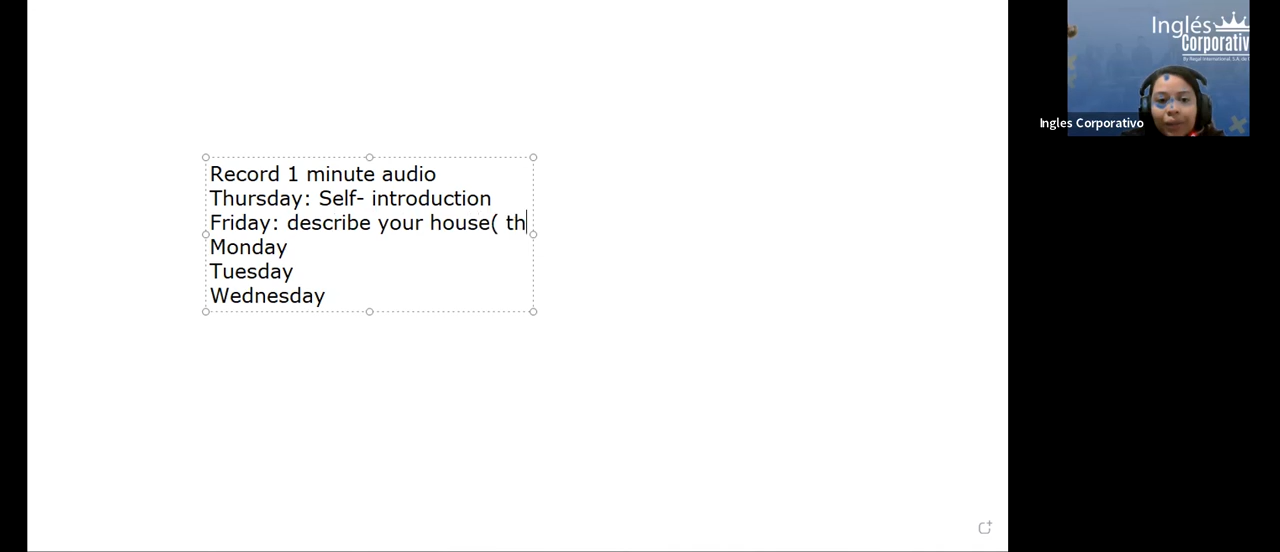 Record 1 minute audio
Thursday: Self- introduction
Friday: describe your house( th
Monday
Tuesday
Wednesday
Inglés
Corporativ
Ingles Corporativo